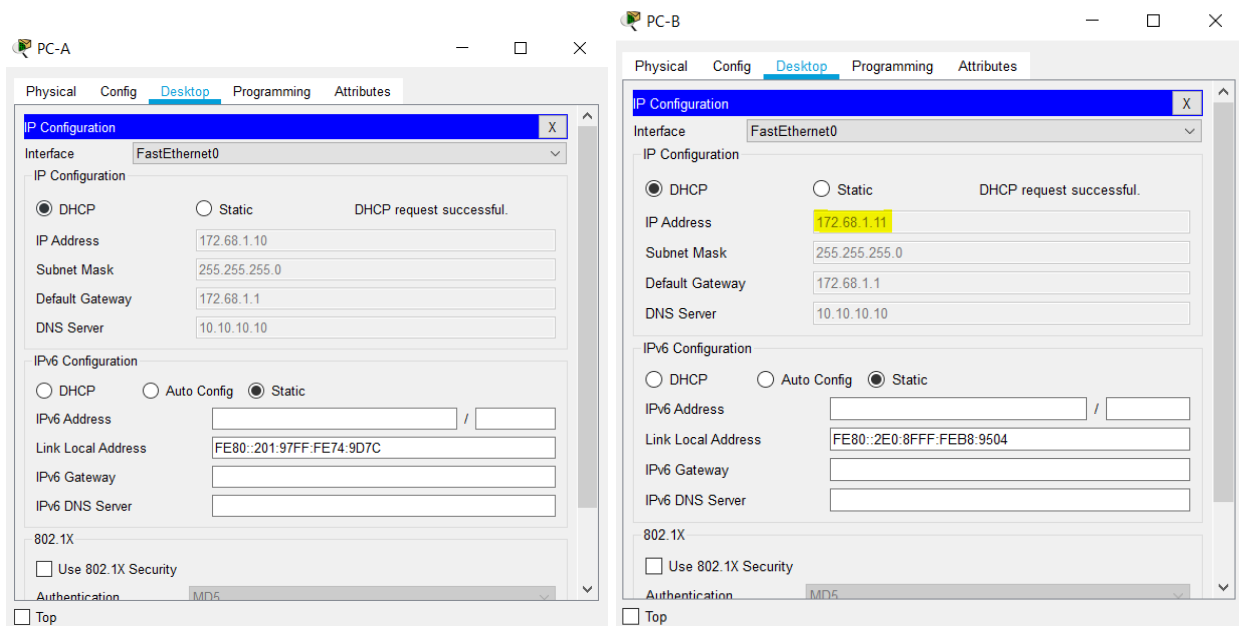 PC-A
Physical Config Desktop Programming Attributes
IP Configuration X
Interface FastEthernet0
IP Configuration
DHCP Static DHCP request successful.
IP Address 172.68.1.10
Subnet Mask 255.255.255.0
Default Gateway 172.68.1.1
DNS Server 10.10.10.10
IPv6 Configuration
DHCP Auto Config Static
IPv6 Address /
Link Local Address FE80::201:97FF:FE74:9D7C
IPv6 Gateway
IPv6 DNS Server
802.1X
Use 802.1X Security
Authentication MD5
Top
PC-B
Physical Config Desktop Programming Attributes
IP Configuration X
Interface FastEthernet0
IP Configuration
DHCP Static DHCP request successful.
IP Address 172.68.1.11
Subnet Mask 255.255.255.0
Default Gateway 172.68.1.1
DNS Server 10.10.10.10
IPv6 Configuration
DHCP Auto Config Static
IPv6 Address /
Link Local Address FE80::2E0:8FFF:FEB8:9504
IPv6 Gateway
IPv6 DNS Server
802.1X
Use 802.1X Security
Authentication MD5
Top